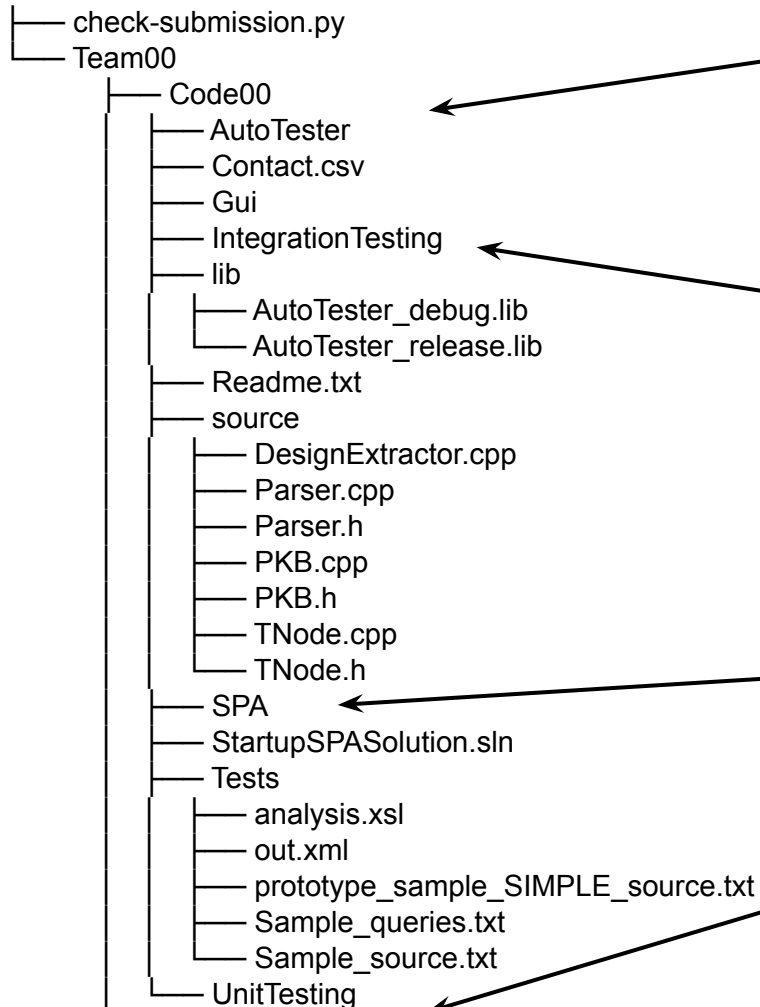 check-submission.py
Team00
Code00
AutoTester
Contact.csv
Gui
IntegrationTesting
lib
AutoTester_debug.lib
AutoTester_release.lib
Readme.txt
source
DesignExtractor.cpp
Parser.cpp
Parser.h
PKB.cpp
PKB.h
TNode.cpp
TNode.h
SPA
StartupSPASolution.sln
Tests
analysis.xsl
out.xml
prototype_sample_SIMPLE_source.txt
Sample_queries.txt
Sample_source.txt
UnitTesting